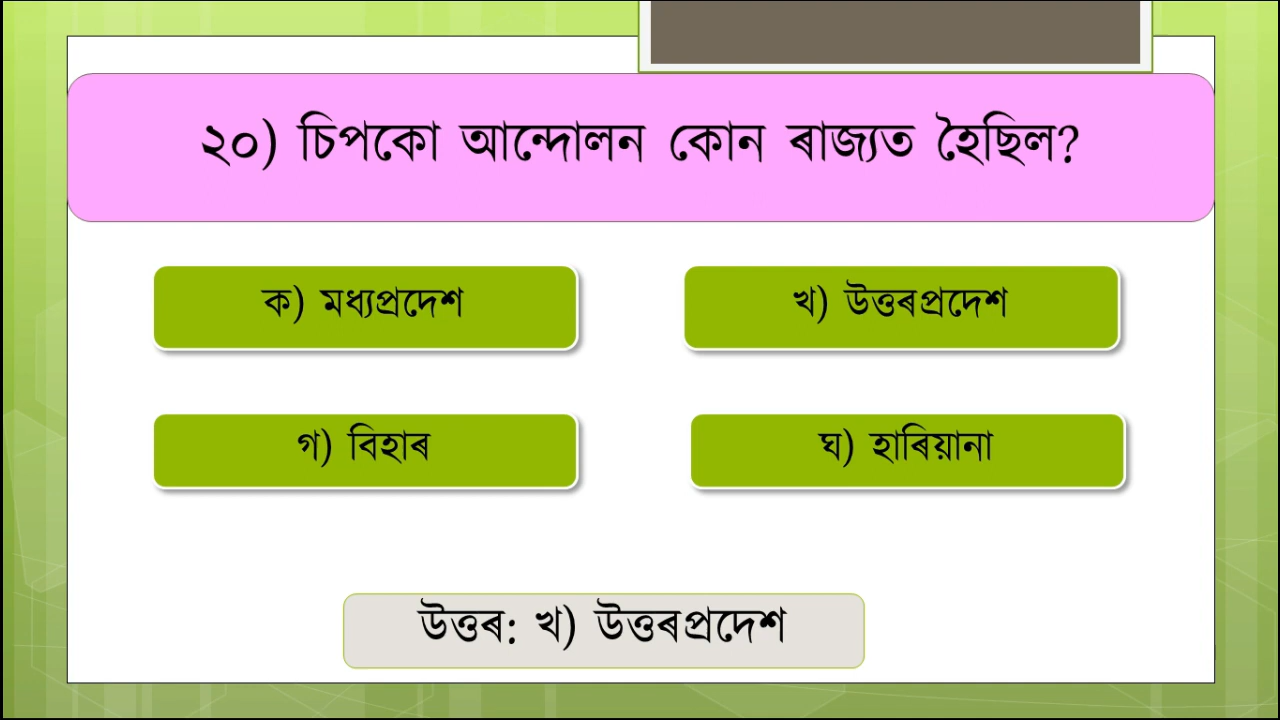 ২০) চিপকো আন্দোলন কোন ৰাজ্যত হৈছিল?
ক) মধ্যপ্ৰদেশ
খ) উত্তৰপ্ৰদেশ
গ) বিহাৰ
ঘ) হাৰিয়ানা
উত্তৰ: খ) উত্তৰপ্ৰদেশ